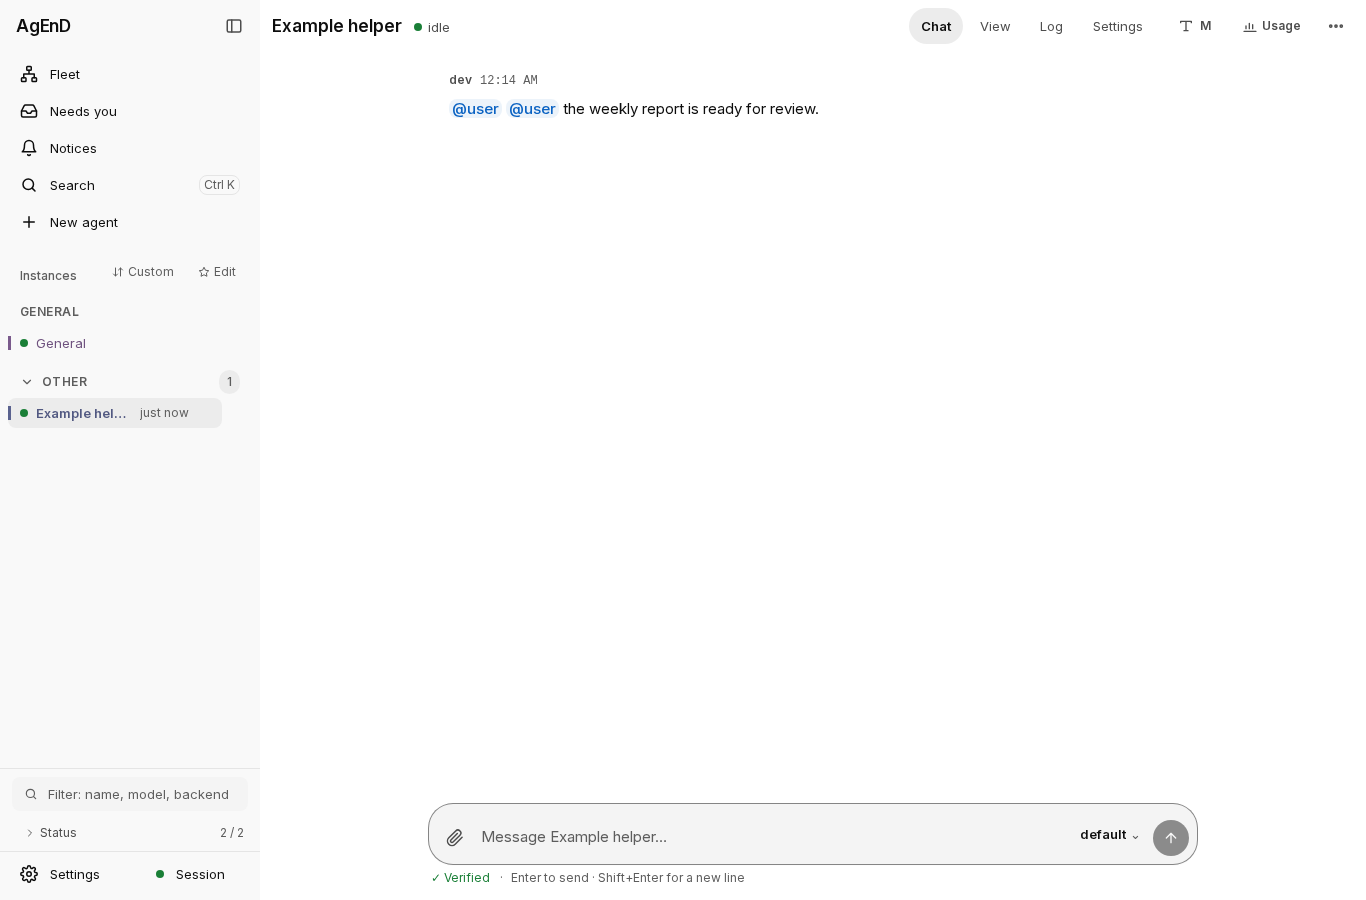 AgEnD
Fleet
Needs you
Notices
Search Ctrl K
New agent
Instances Custom Edit
GENERAL
General
OTHER 1
Example hel... just now
Filter: name, model, backend
Status 2 / 2
Settings Session
Example helper idle
Chat View Log Settings M Usage
dev 12:14 AM
@user @user the weekly report is ready for review.
Message Example helper...
default
✓ Verified · Enter to send · Shift+Enter for a new line